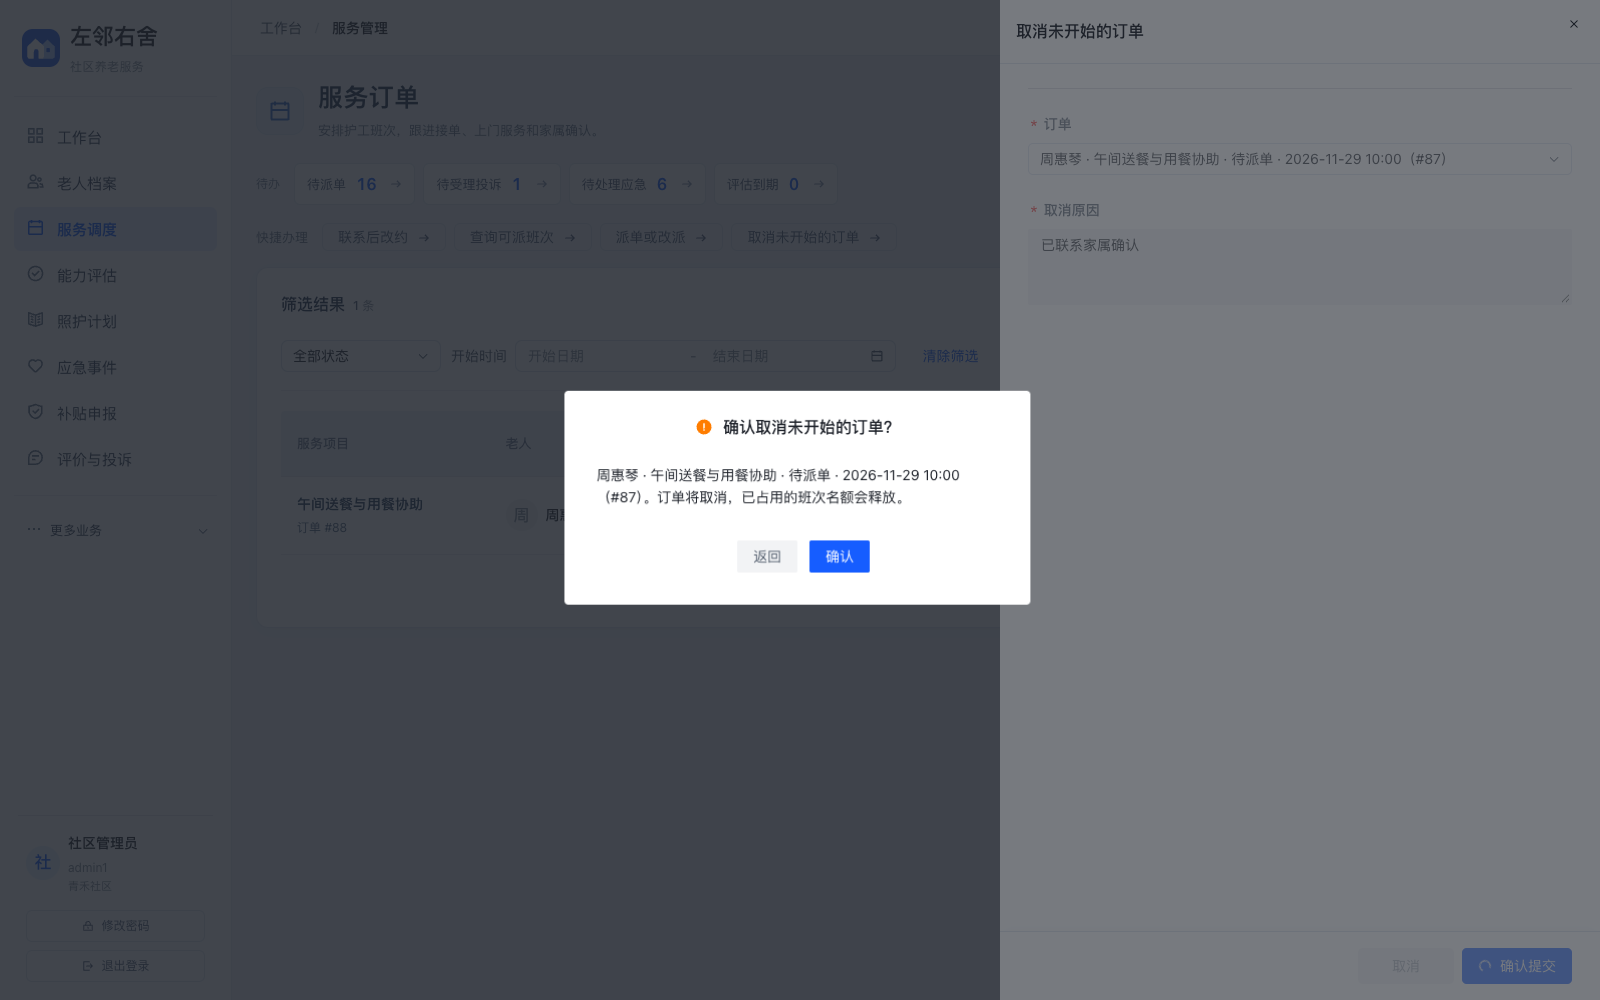 左邻右舍
社区养老服务
工作台
老人档案
服务调度
能力评估
照护计划
应急事件
补贴申报
评价与投诉
更多业务
社
社区管理员
admin1
青禾社区
修改密码
退出登录
工作台 / 服务管理
服务订单
安排护工班次，跟进接单、上门服务和家属确认。
待办 待派单 16 → 待受理投诉 1 → 待处理应急 6 → 评估到期 0 →
快捷办理 联系后改约 → 查询可派班次 → 派单或改派 → 取消未开始的订单 →
筛选结果 1 条
全部状态 开始时间 开始日期 ~ 结束日期 清除筛选
服务项目 老人
午间送餐与用餐协助
订单 #88
周
确认取消未开始的订单?
周惠琴 · 午间送餐与用餐协助 · 待派单 · 2026-11-29 10:00
（#87）。订单将取消，已占用的班次名额会释放。
返回 确认
取消未开始的订单
* 订单
周惠琴 · 午间送餐与用餐协助 · 待派单 · 2026-11-29 10:00（#87）
* 取消原因
已联系家属确认
取消 确认提交